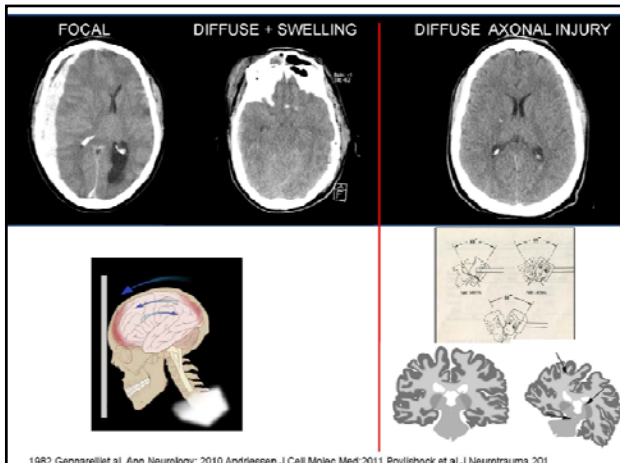 FOCAL DIFFUSE + SWELLING DIFFUSE AXONAL INJURY
1982 Gennarelli et al. Ann Neurology; 2010 Andriessen J Cell Molec Med; 2011 Povlishock et al J Neurotrauma 201